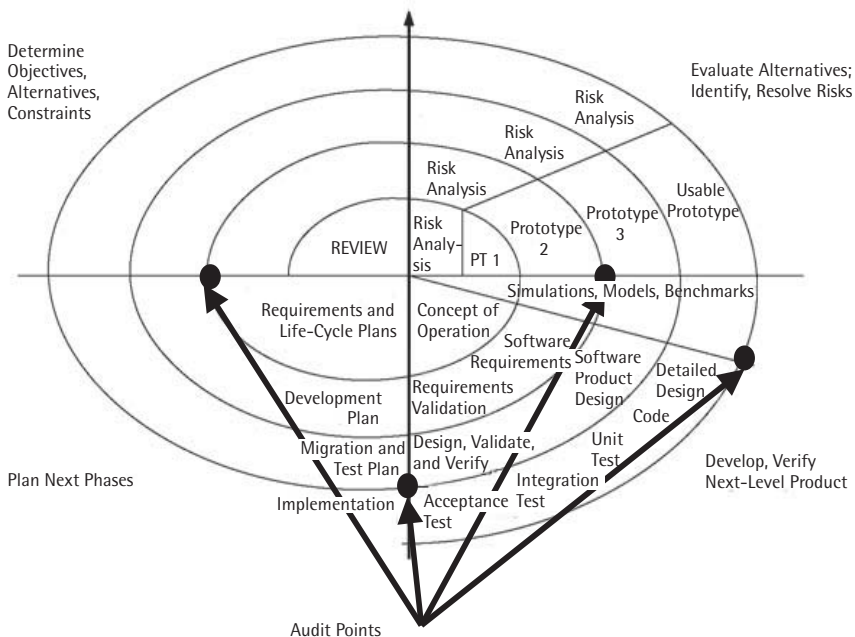 Determine
Objectives,
Alternatives,
Constraints
Evaluate Alternatives;
Identify, Resolve Risks
Risk
Analysis
Risk
Analysis
Risk
Analysis
Risk
Analy-
sis
Usable
Prototype
Prototype
3
Prototype
2
PT 1
REVIEW
Simulations, Models, Benchmarks
Requirements and
Life-Cycle Plans
Concept of
Operation
Software
Requirements
Software
Product
Design
Detailed
Design
Development
Plan
Requirements
Validation
Code
Unit
Test
Migration and
Test Plan
Design, Validate,
and Verify
Integration
Test
Implementation
Acceptance
Test
Plan Next Phases
Develop, Verify
Next-Level Product
Audit Points